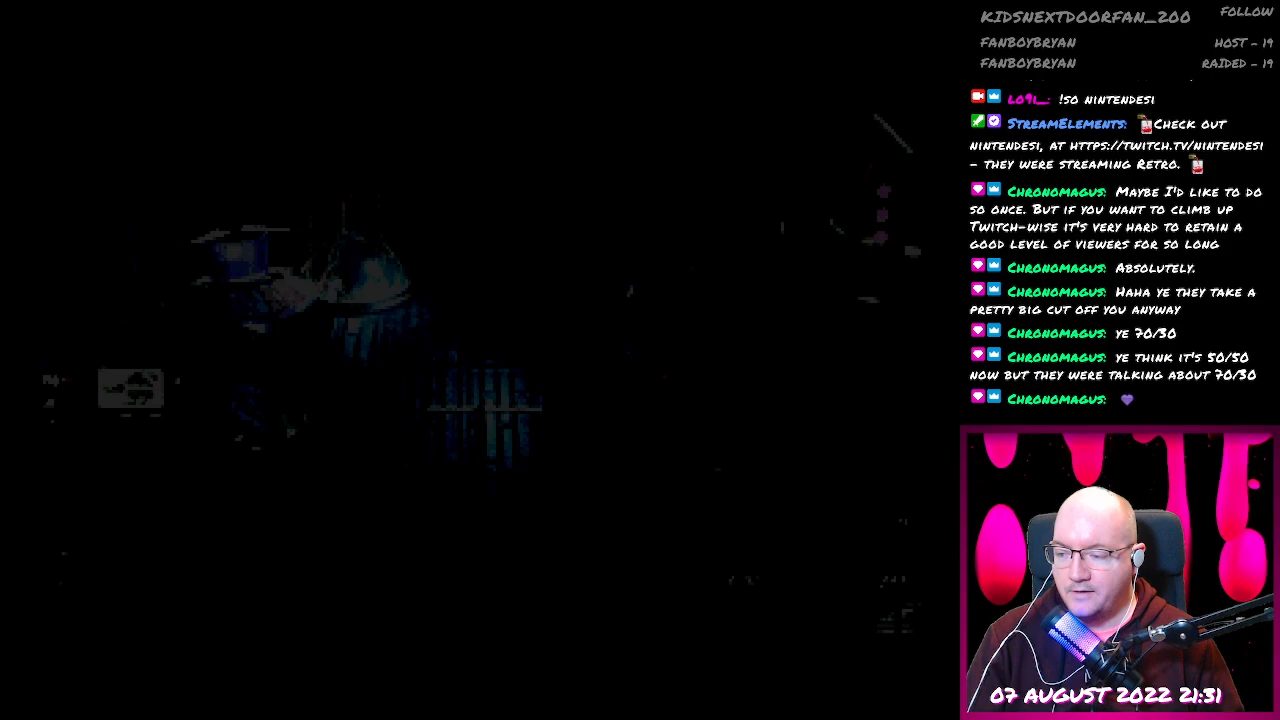 KIDSNEXTDOORFAN_200 FOLLOW
FANBOYBRYAN HOST - 19
FANBOYBRYAN RAIDED - 19
LO9I_: !SO NINTENDESI
STREAMELEMENTS: CHECK OUT
NINTENDESI, AT HTTPS://TWITCH.TV/NINTENDESI
- THEY WERE STREAMING RETRO.
CHRONOMAGUS: MAYBE I'D LIKE TO DO
SO ONCE. BUT IF YOU WANT TO CLIMB UP
TWITCH-WISE IT'S VERY HARD TO RETAIN A
GOOD LEVEL OF VIEWERS FOR SO LONG
CHRONOMAGUS: ABSOLUTELY.
CHRONOMAGUS: HAHA YE THEY TAKE A
PRETTY BIG CUT OFF YOU ANYWAY
CHRONOMAGUS: YE 70/30
CHRONOMAGUS: YE THINK IT'S 50/50
NOW BUT THEY WERE TALKING ABOUT 70/30
CHRONOMAGUS:
07 AUGUST 2022 21:31